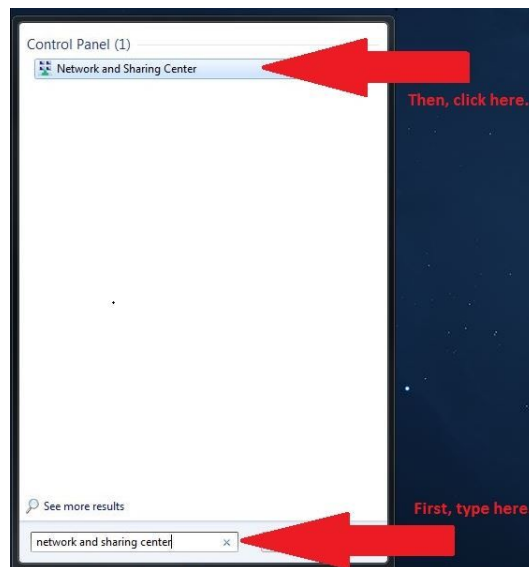 Control Panel (1)
Network and Sharing Center
Then, click here.
See more results
First, type here
network and sharing center